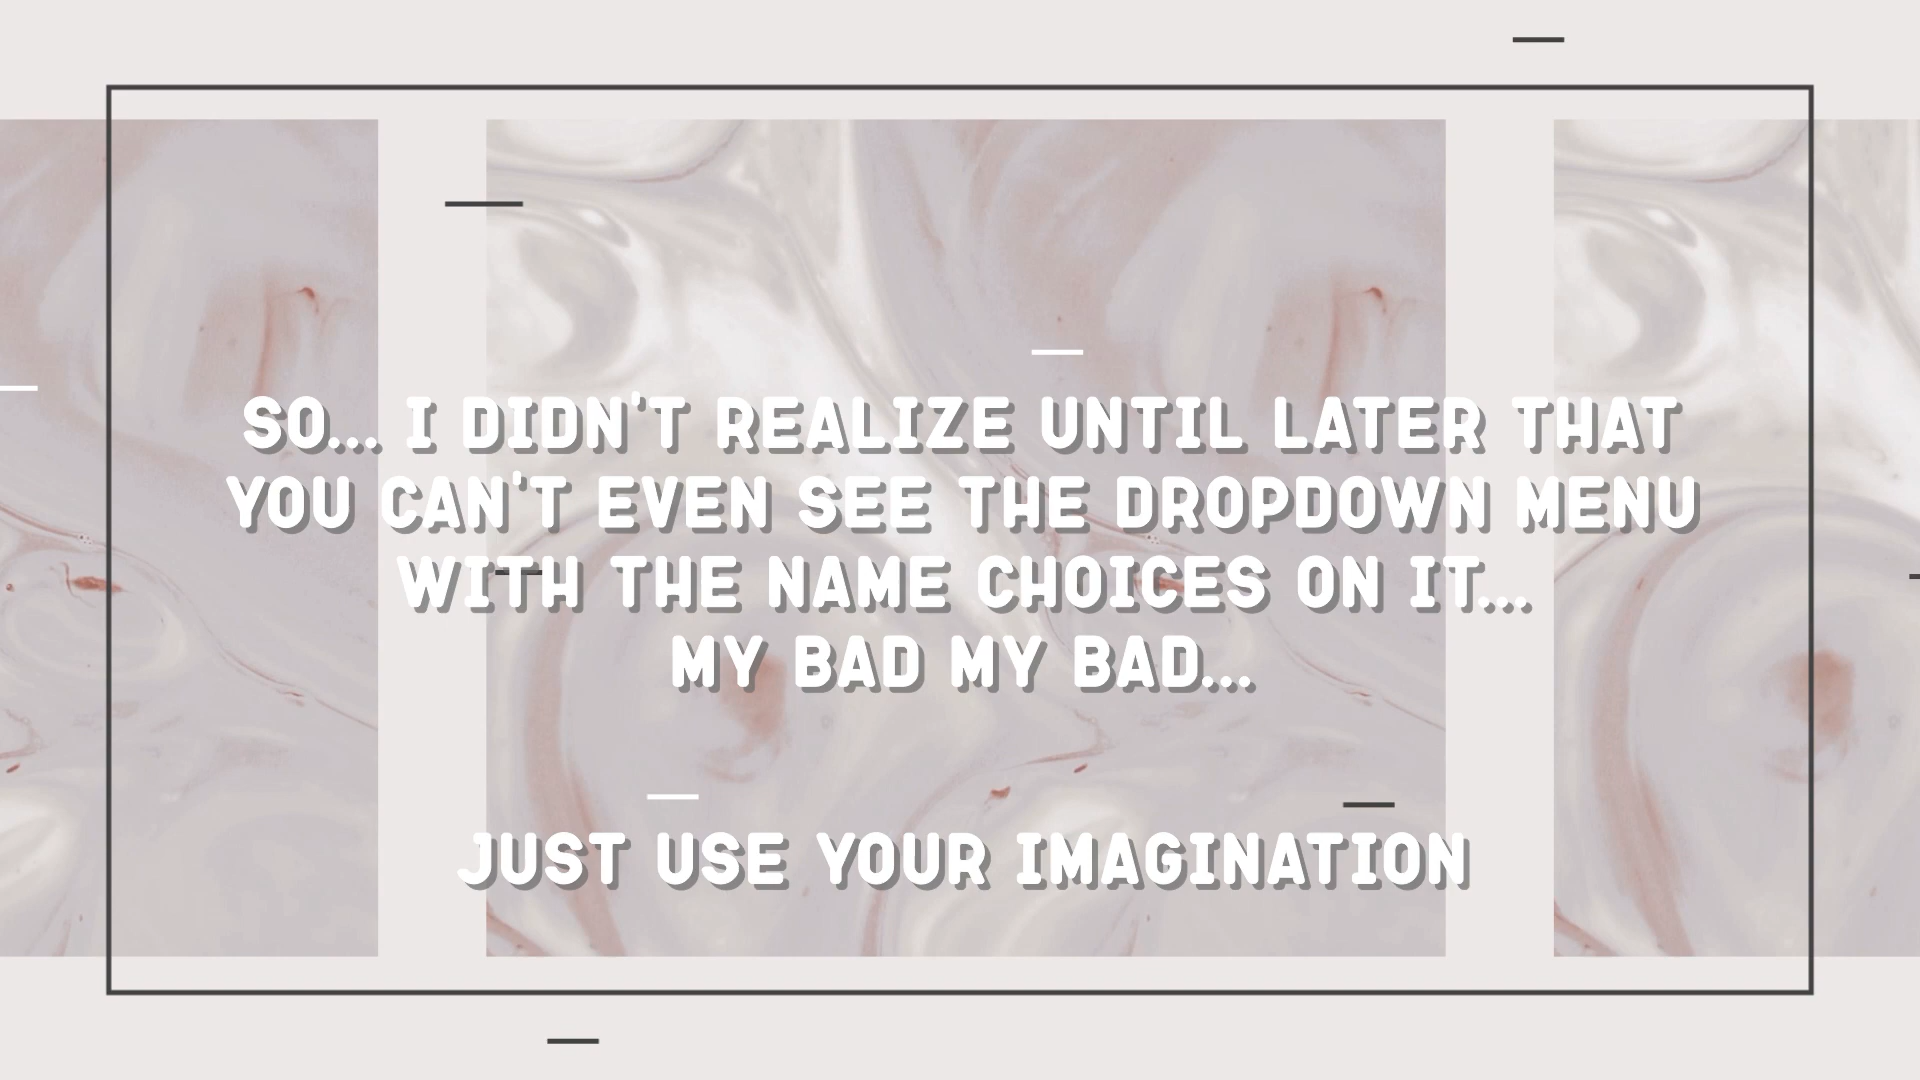 SO... I DIDN'T REALIZE UNTIL LATER THAT
YOU CAN'T EVEN SEE THE DROPDOWN MENU
WITH THE NAME CHOICES ON IT...
MY BAD MY BAD...
JUST USE YOUR IMAGINATION